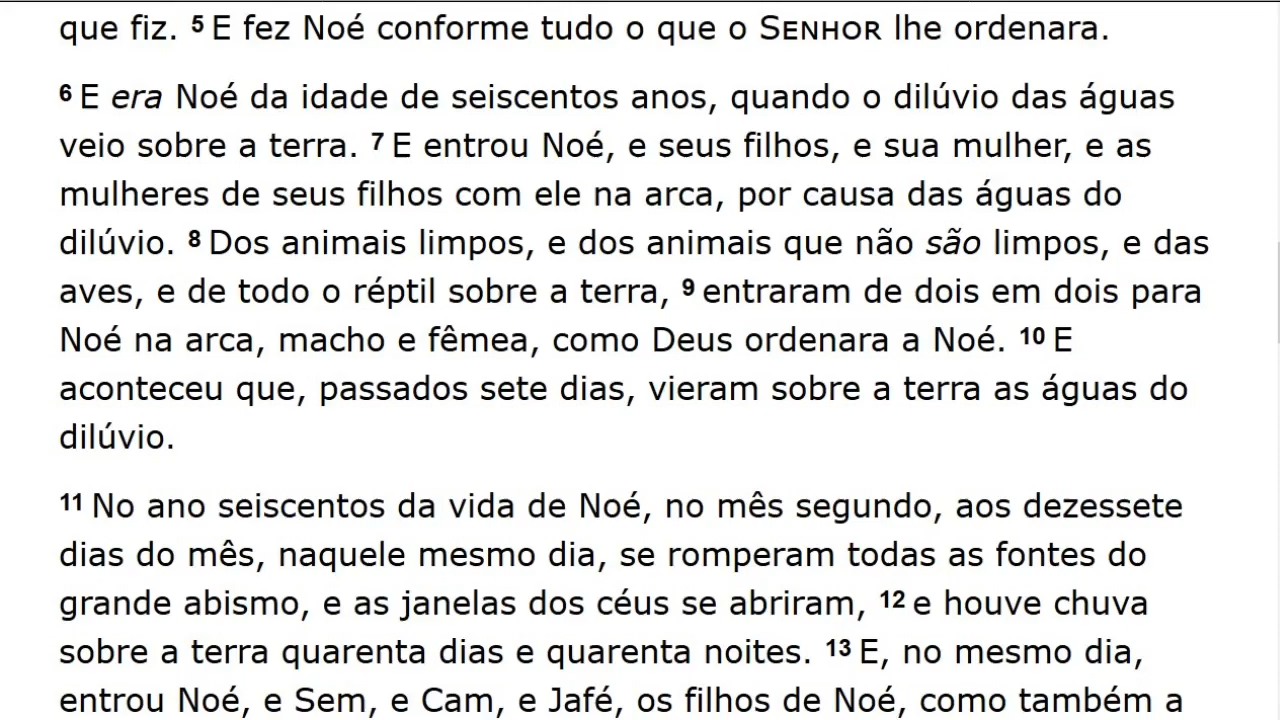 que fiz. 5 E fez Noé conforme tudo o que o SENHOR lhe ordenara.
6 E era Noé da idade de seiscentos anos, quando o dilúvio das águas
veio sobre a terra. 7 E entrou Noé, e seus filhos, e sua mulher, e as
mulheres de seus filhos com ele na arca, por causa das águas do
dilúvio. 8 Dos animais limpos, e dos animais que não são limpos, e das
aves, e de todo o réptil sobre a terra, 9 entraram de dois em dois para
Noé na arca, macho e fêmea, como Deus ordenara a Noé. 10 E
aconteceu que, passados sete dias, vieram sobre a terra as águas do
dilúvio.
11 No ano seiscentos da vida de Noé, no mês segundo, aos dezessete
dias do mês, naquele mesmo dia, se romperam todas as fontes do
grande abismo, e as janelas dos céus se abriram, 12 e houve chuva
sobre a terra quarenta dias e quarenta noites. 13 E, no mesmo dia,
entrou Noé, e Sem, e Cam, e Jafé, os filhos de Noé, como também a